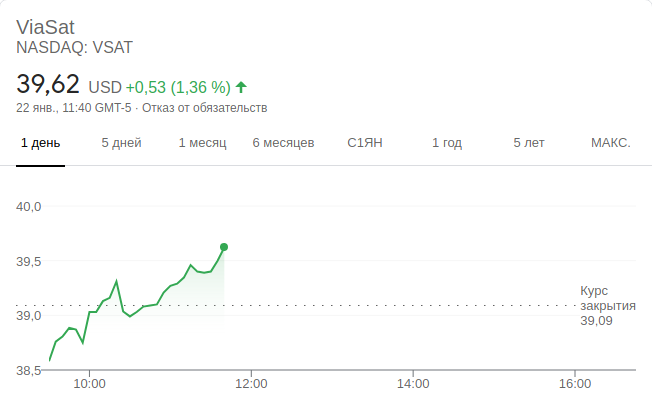 ViaSat
NASDAQ: VSAT
39,62 USD +0,53 (1,36 %)
22 янв., 11:40 GMT-5 · Отказ от обязательств
1 день 5 дней 1 месяц 6 месяцев С1ЯН 1 год 5 лет МАКС.
40,0
39,5
Курс
закрытия
39,09
39,0
38,5
10:00 12:00 14:00 16:00